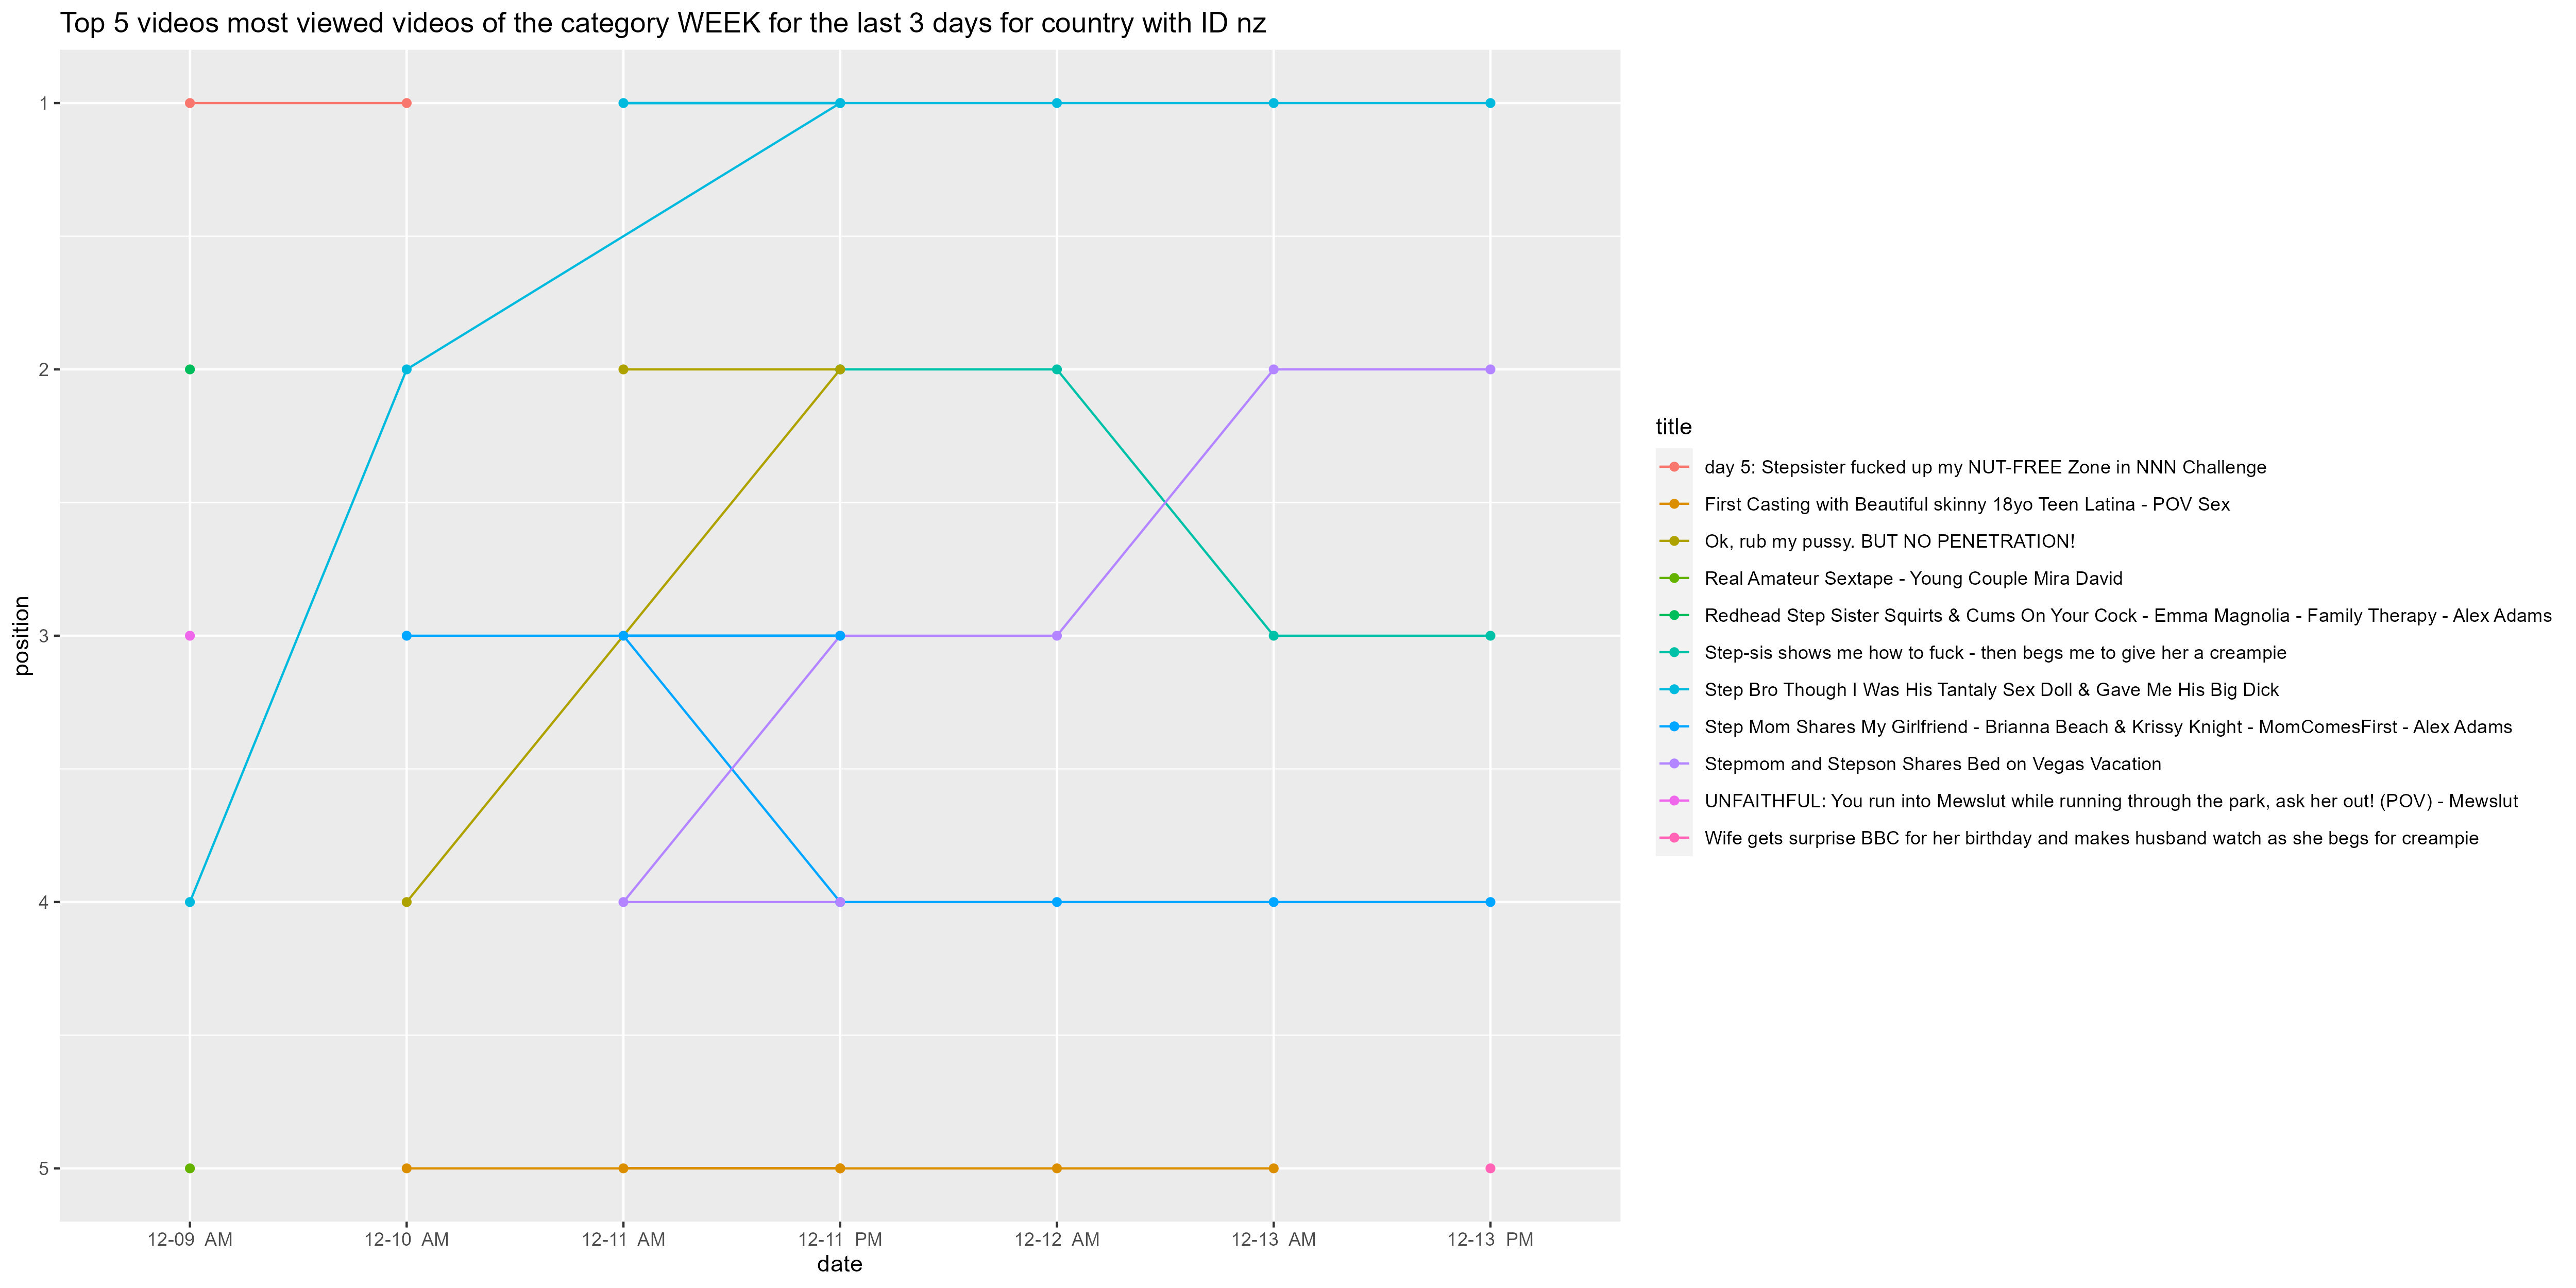 Top 5 videos most viewed videos of the category WEEK for the last 3 days for country with ID nz
1
2
3
4
5
position
12-09 AM
12-10 AM
12-11 AM
12-11 PM
12-12 AM
12-13 AM
12-13 PM
date
title
day 5: Stepsister fucked up my NUT-FREE Zone in NNN Challenge
First Casting with Beautiful skinny 18yo Teen Latina - POV Sex
Ok, rub my pussy. BUT NO PENETRATION!
Real Amateur Sextape - Young Couple Mira David
Redhead Step Sister Squirts & Cums On Your Cock - Emma Magnolia - Family Therapy - Alex Adams
Step-sis shows me how to fuck - then begs me to give her a creampie
Step Bro Though I Was His Tantaly Sex Doll & Gave Me His Big Dick
Step Mom Shares My Girlfriend - Brianna Beach & Krissy Knight - MomComesFirst - Alex Adams
Stepmom and Stepson Shares Bed on Vegas Vacation
UNFAITHFUL: You run into Mewslut while running through the park, ask her out! (POV) - Mewslut
Wife gets surprise BBC for her birthday and makes husband watch as she begs for creampie